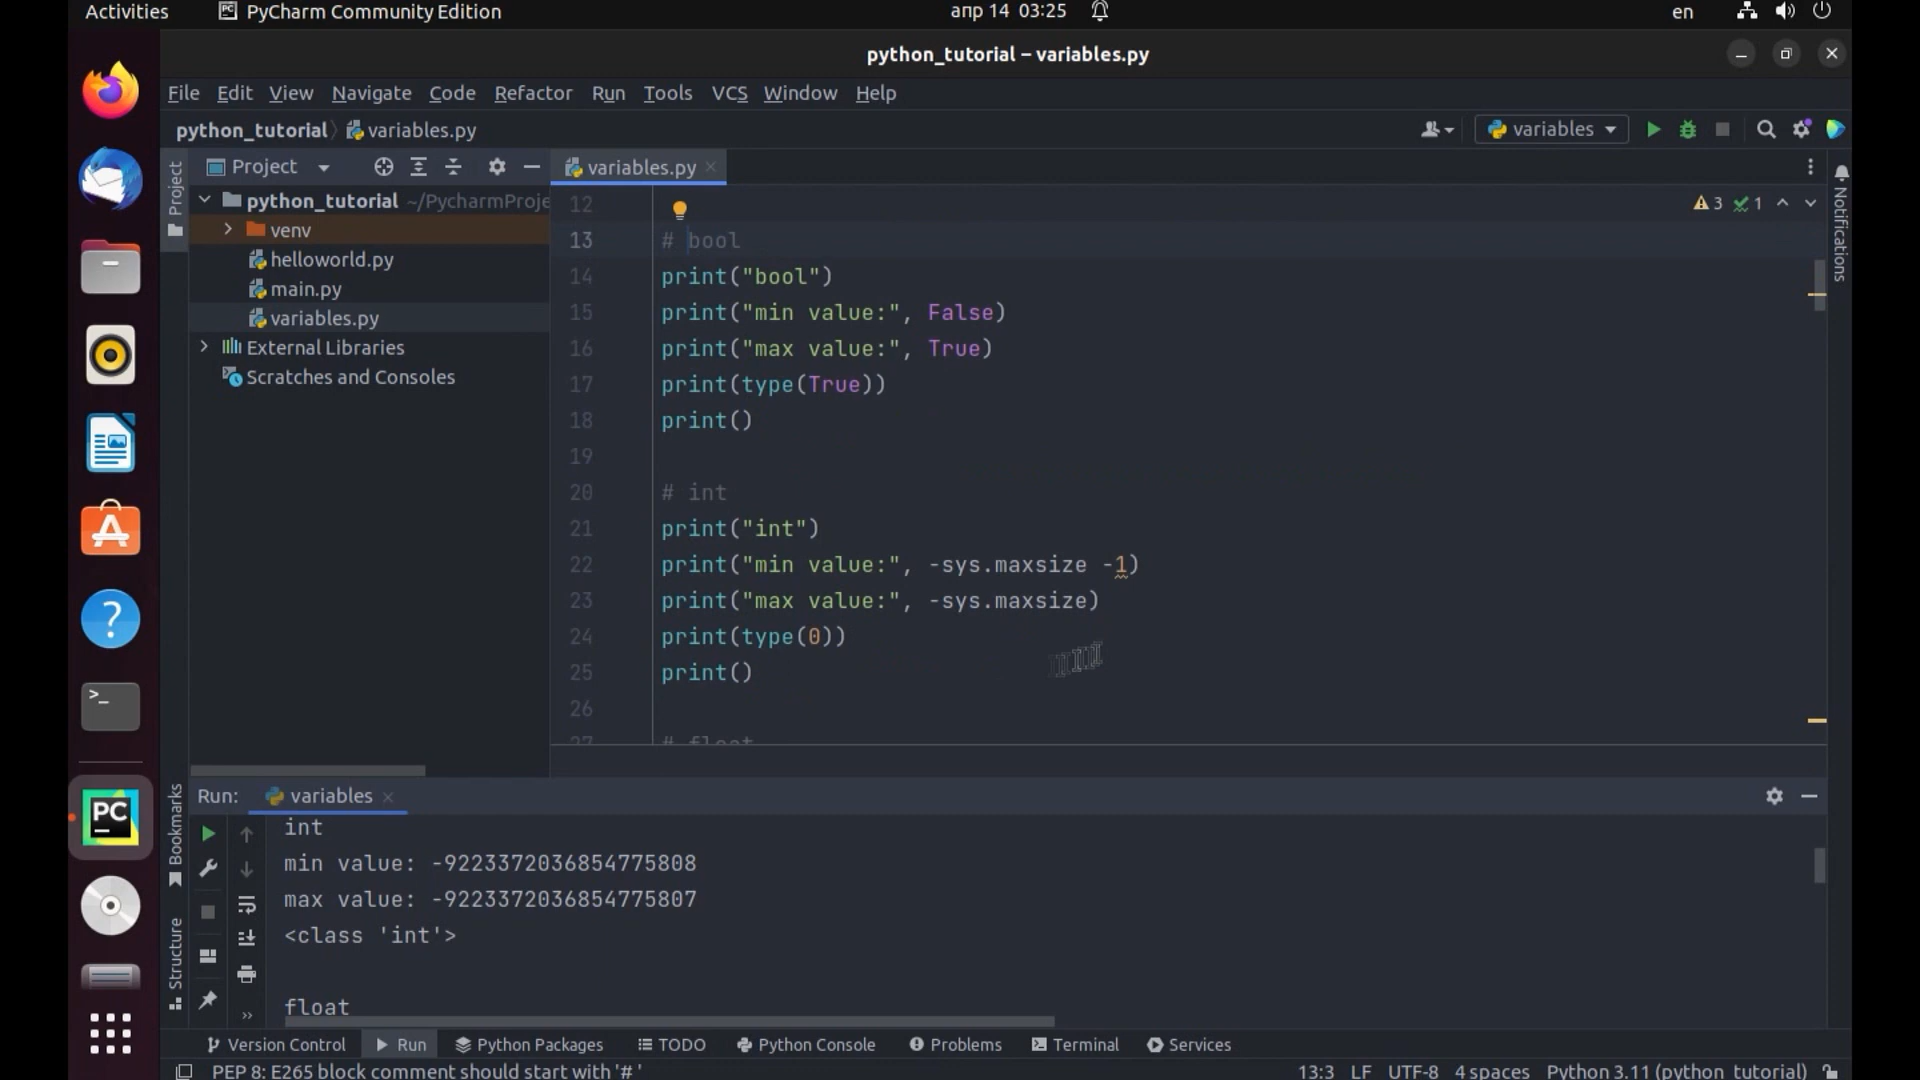 Activities PyCharm Community Edition апр 14 03:25 en
python_tutorial – variables.py
File Edit View Navigate Code Refactor Run Tools VCS Window Help
python_tutorial variables.py variables
Project
Project variables.py
Notifications
python_tutorial ~/PycharmProje
venv
helloworld.py
main.py
variables.py
External Libraries
Scratches and Consoles
3 1
12
13 # bool
14 print("bool")
15 print("min value:", False)
16 print("max value:", True)
17 print(type(True))
18 print()
19
20 # int
21 print("int")
22 print("min value:", -sys.maxsize -1)
23 print("max value:", -sys.maxsize)
24 print(type(0))
25 print()
26
27 # float
Bookmarks
Structure
Run: variables
int
min value: -9223372036854775808
max value: -9223372036854775807
<class 'int'>
float
Version Control Run Python Packages TODO Python Console Problems Terminal Services
PEP 8: E265 block comment should start with '# ' 13:3 LF UTF-8 4 spaces Python 3.11 (python_tutorial)